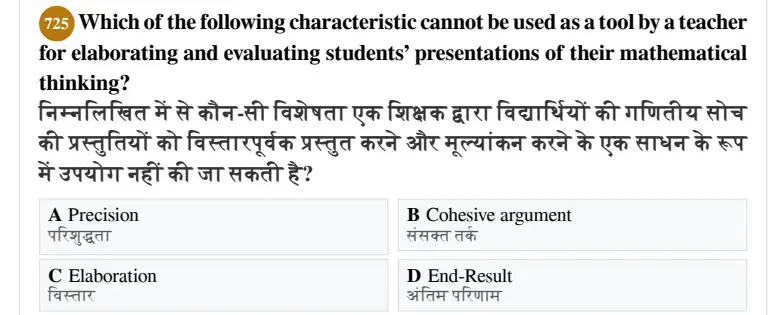 725 Which of the following characteristic cannot be used as a tool by a teacher
for elaborating and evaluating students’ presentations of their mathematical
thinking?
निम्नलिखित में से कौन-सी विशेषता एक शिक्षक द्वारा विद्यार्थियों की गणितीय सोच
की प्रस्तुतियों को विस्तारपूर्वक प्रस्तुत करने और मूल्यांकन करने के एक साधन के रूप
में उपयोग नहीं की जा सकती है?
A Precision
परिशुद्धता
B Cohesive argument
संसक्त तर्क
C Elaboration
विस्तार
D End-Result
अंतिम परिणाम